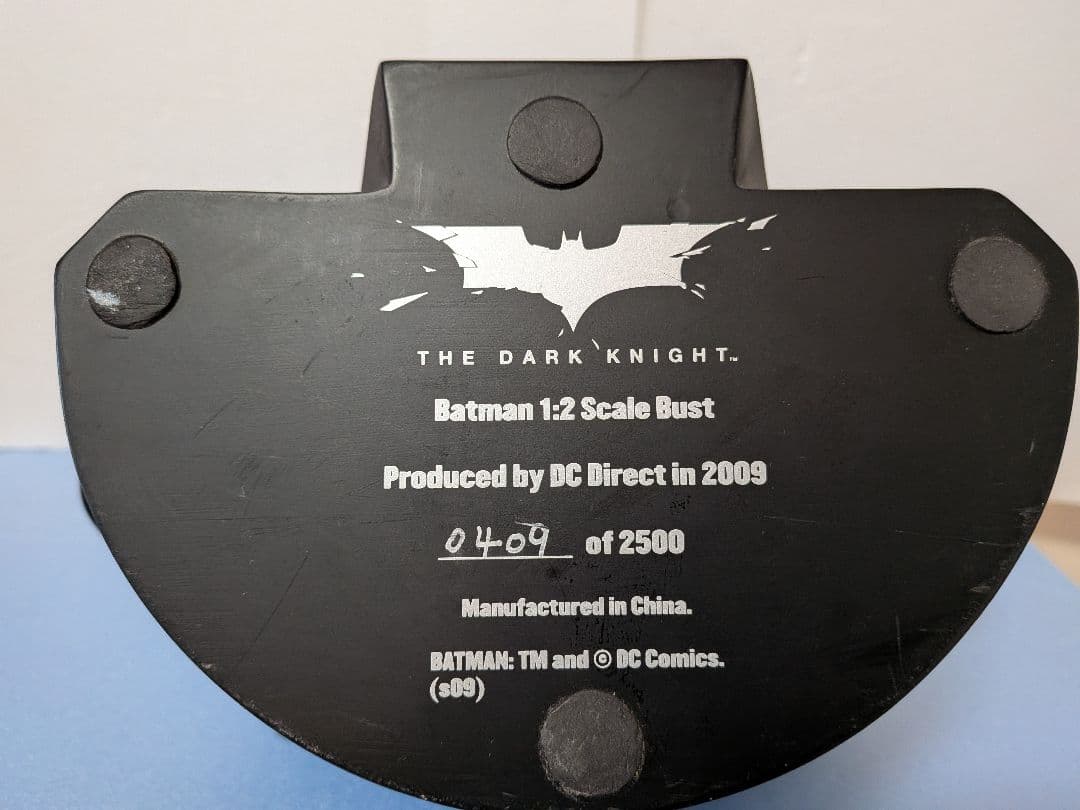 THE DARK KNIGHT™
Batman 1:2 Scale Bust
Produced by DC Direct in 2009
0409 of 2500
Manufactured in China.
BATMAN: TM and © DC Comics.
(s09)